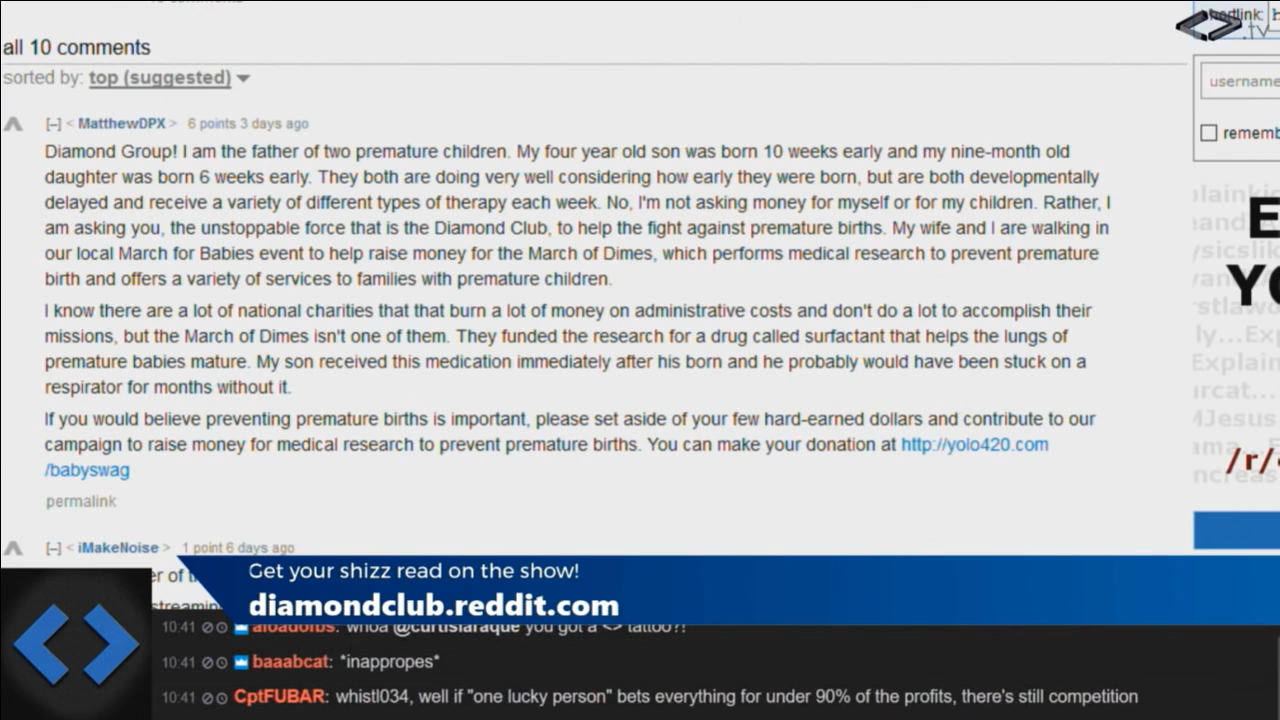 all 10 comments
sorted by: top (suggested)
[–] < MatthewDPX > 6 points 3 days ago
Diamond Group! I am the father of two premature children. My four year old son was born 10 weeks early and my nine-month old
daughter was born 6 weeks early. They both are doing very well considering how early they were born, but are both developmentally
delayed and receive a variety of different types of therapy each week. No, I'm not asking money for myself or for my children. Rather, I
am asking you, the unstoppable force that is the Diamond Club, to help the fight against premature births. My wife and I are walking in
our local March for Babies event to help raise money for the March of Dimes, which performs medical research to prevent premature
birth and offers a variety of services to families with premature children.
I know there are a lot of national charities that that burn a lot of money on administrative costs and don't do a lot to accomplish their
missions, but the March of Dimes isn't one of them. They funded the research for a drug called surfactant that helps the lungs of
premature babies mature. My son received this medication immediately after his born and he probably would have been stuck on a
respirator for months without it.
If you would believe preventing premature births is important, please set aside of your few hard-earned dollars and contribute to our
campaign to raise money for medical research to prevent premature births. You can make your donation at http://yolo420.com
/babyswag
permalink
[–] < iMakeNoise > 1 point 6 days ago
Get your shizz read on the show!
diamondclub.reddit.com
10:41 whoa @curtislaraque you got a <> tattoo?!
10:41 baaabcat: *inappropes*
10:41 CptFUBAR: whistl034, well if "one lucky person" bets everything for under 90% of the profits, there's still competition
.tv
username
rememb
E
YO
/r/